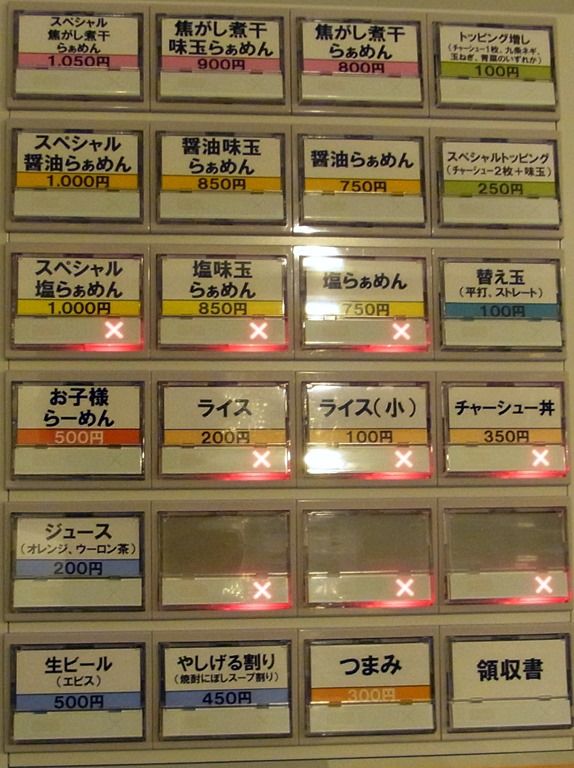 スペシャル
焦がし煮干
らぁめん
1.050円
焦がし煮干
味玉らぁめん
900円
焦がし煮干
らぁめん
800円
トッピング増し
(チャーシュー1枚、九条ネギ、
玉ねぎ、青菜のいずれか)
100円
スペシャル
醤油らぁめん
1.000円
醤油味玉
らぁめん
850円
醤油らぁめん
750円
スペシャルトッピング
(チャーシュー2枚+味玉)
250円
スペシャル
塩らぁめん
1.000円
×
塩味玉
らぁめん
850円
×
塩らぁめん
750円
×
替え玉
(平打、ストレート)
100円
お子様
らーめん
500円
ライス
200円
×
ライス(小)
100円
×
チャーシュー丼
350円
×
ジュース
(オレンジ、ウーロン茶)
200円
×
×
×
生ビール
(エビス)
500円
やしげる割り
(焼酎にぼしスープ割り)
450円
つまみ
300円
領収書